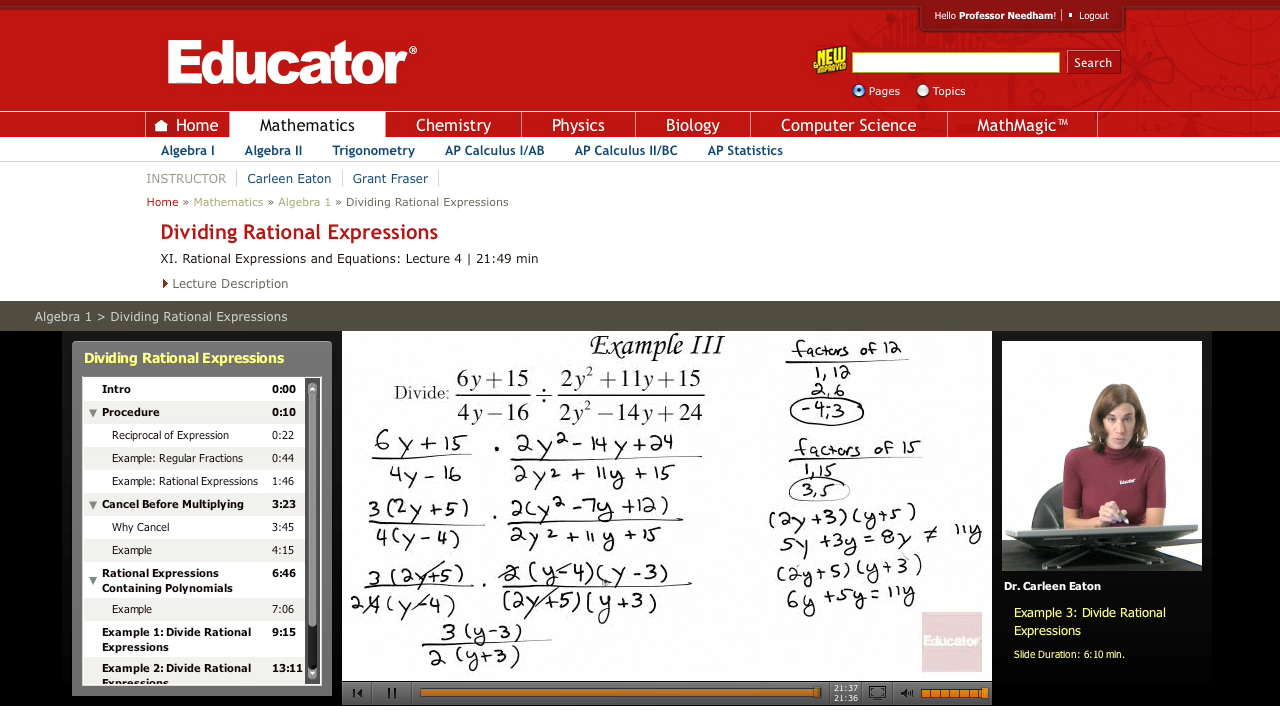 Hello Professor Needham! Logout
Educator®
NEW
& IMPROVED
Search
Pages Topics
Home Mathematics Chemistry Physics Biology Computer Science MathMagic™
Algebra I Algebra II Trigonometry AP Calculus I/AB AP Calculus II/BC AP Statistics
INSTRUCTOR Carleen Eaton Grant Fraser
Home » Mathematics » Algebra 1 » Dividing Rational Expressions
Dividing Rational Expressions
XI. Rational Expressions and Equations: Lecture 4 | 21:49 min
Lecture Description
Algebra 1 > Dividing Rational Expressions
Dividing Rational Expressions
Intro 0:00
Procedure 0:10
Reciprocal of Expression 0:22
Example: Regular Fractions 0:44
Example: Rational Expressions 1:46
Cancel Before Multiplying 3:23
Why Cancel 3:45
Example 4:15
Rational Expressions 6:46
Containing Polynomials
Example 7:06
Example 1: Divide Rational 9:15
Expressions
Example 2: Divide Rational 13:11
Expressions
Example III
Divide: 6y+15 / 4y−16 ÷ 2y²+11y+15 / 2y²−14y+24
6y+15 / 4y−16 · 2y²−14y+24 / 2y²+11y+15
3(2y+5) / 4(y−4) · 2(y²−7y+12) / 2y²+11y+15
3(2y+5) / 24(y−4) · 2(y−4)(y−3) / (2y+5)(y+3)
3(y−3) / 2(y+3)
factors of 12
1,12
2,6
-4,-3
factors of 15
1,15
3,5
(2y+3)(y+5)
5y+3y=8y≠11y
(2y+5)(y+3)
6y+5y=11y
Educator
21:37
21:36
Educator
Dr. Carleen Eaton
Example 3: Divide Rational
Expressions
Slide Duration: 6:10 min.